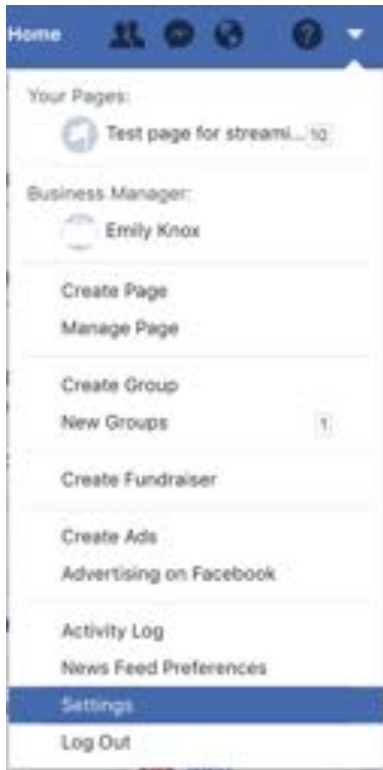 Home
Your Pages:
Test page for streami... 10
Business Manager:
Emily Knox
Create Page
Manage Page
Create Group
New Groups 1
Create Fundraiser
Create Ads
Advertising on Facebook
Activity Log
News Feed Preferences
Settings
Log Out